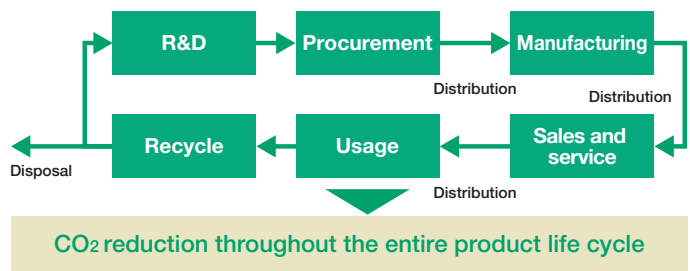 R&D
Procurement
Manufacturing
Distribution
Distribution
Recycle
Usage
Sales and
service
Disposal
Distribution
CO2 reduction throughout the entire product life cycle